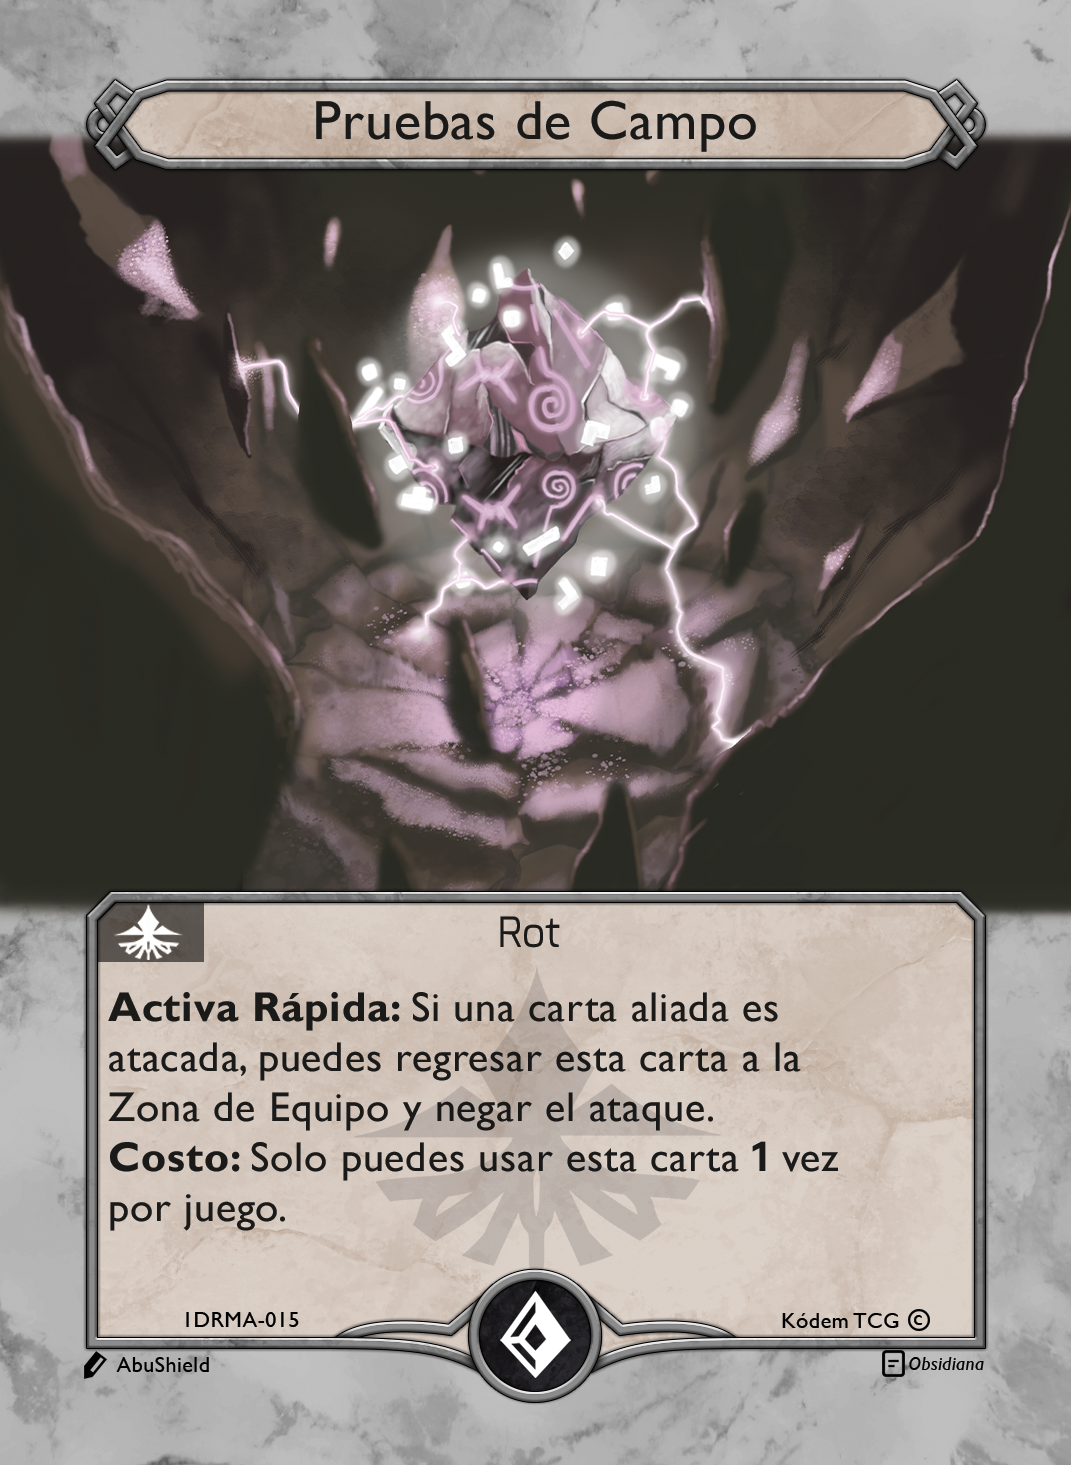 Pruebas de Campo
Rot
Activa Rápida: Si una carta aliada es
atacada, puedes regresar esta carta a la
Zona de Equipo y negar el ataque.
Costo: Solo puedes usar esta carta 1 vez
por juego.
1DRMA-015
Kódem TCG ©
AbuShield
Obsidiana